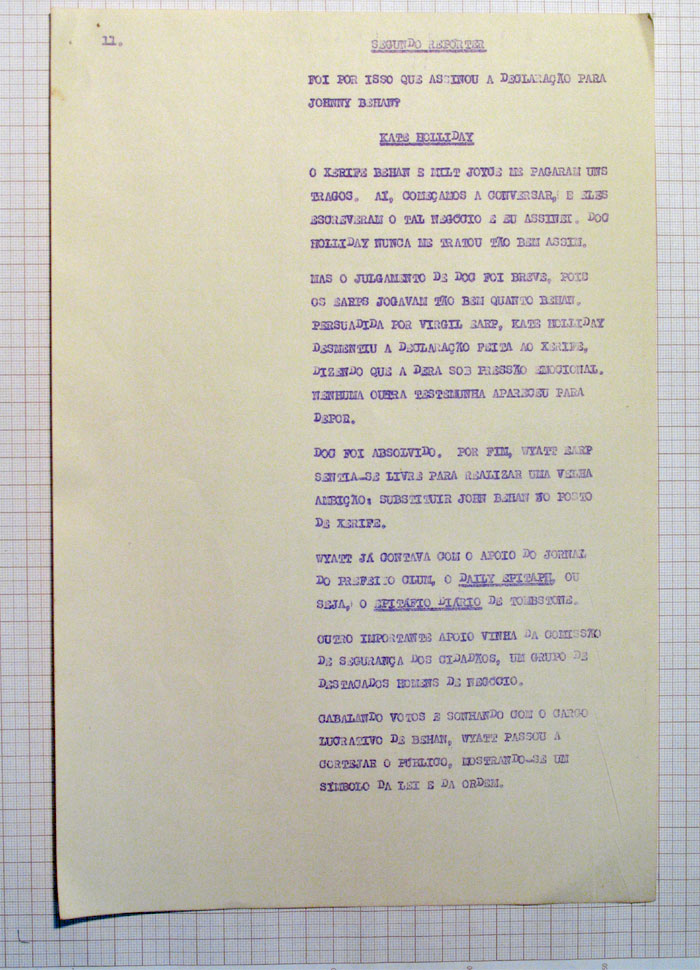 11.
SEGUNDO REPÓRTER
FOI POR ISSO QUE ASSINOU A DECLARAÇÃO PARA
JOHNNY BEHAN?
KATE HOLLIDAY
O XERIFE BEHAN E MILT JOYCE ME PAGARAM UNS
TRAGOS. AÍ, COMEÇAMOS A CONVERSAR, E ELES
ESCREVERAM O TAL NEGÓCIO E EU ASSINEI. DOC
HOLLIDAY NUNCA ME TRATOU TÃO BEM ASSIM.
MAS O JULGAMENTO DE DOC FOI BREVE, POIS
OS EARPS JOGAVAM TÃO BEM QUANTO BEHAN.
PERSUADIDA POR VIRGIL EARP, KATE HOLLIDAY
DESMENTIU A DECLARAÇÃO FEITA AO XERIFE,
DIZENDO QUE A DERA SOB PRESSÃO EMOCIONAL.
NENHUMA OUTRA TESTEMUNHA APARECEU PARA
DEPOR.
DOC FOI ABSOLVIDO. POR FIM, WYATT EARP
SENTIA-SE LIVRE PARA REALIZAR UMA VELHA
AMBIÇÃO: SUBSTITUIR JOHN BEHAN NO POSTO
DE XERIFE.
WYATT JÁ CONTAVA COM O APOIO DO JORNAL
DO PREFEITO CLUM, O DAILY EPITAPH, OU
SEJA, O EPITÁFIO DIÁRIO DE TOMBSTONE.
OUTRO IMPORTANTE APOIO VINHA DA COMISSÃO
DE SEGURANÇA DOS CIDADÃOS, UM GRUPO DE
DESTACADOS HOMENS DE NEGÓCIO.
CABALANDO VOTOS E SONHANDO COM O CARGO
LUCRATIVO DE BEHAN, WYATT PASSOU A
CORTEJAR O PÚBLICO, MOSTRANDO-SE UM
SÍMBOLO DA LEI E DA ORDEM.